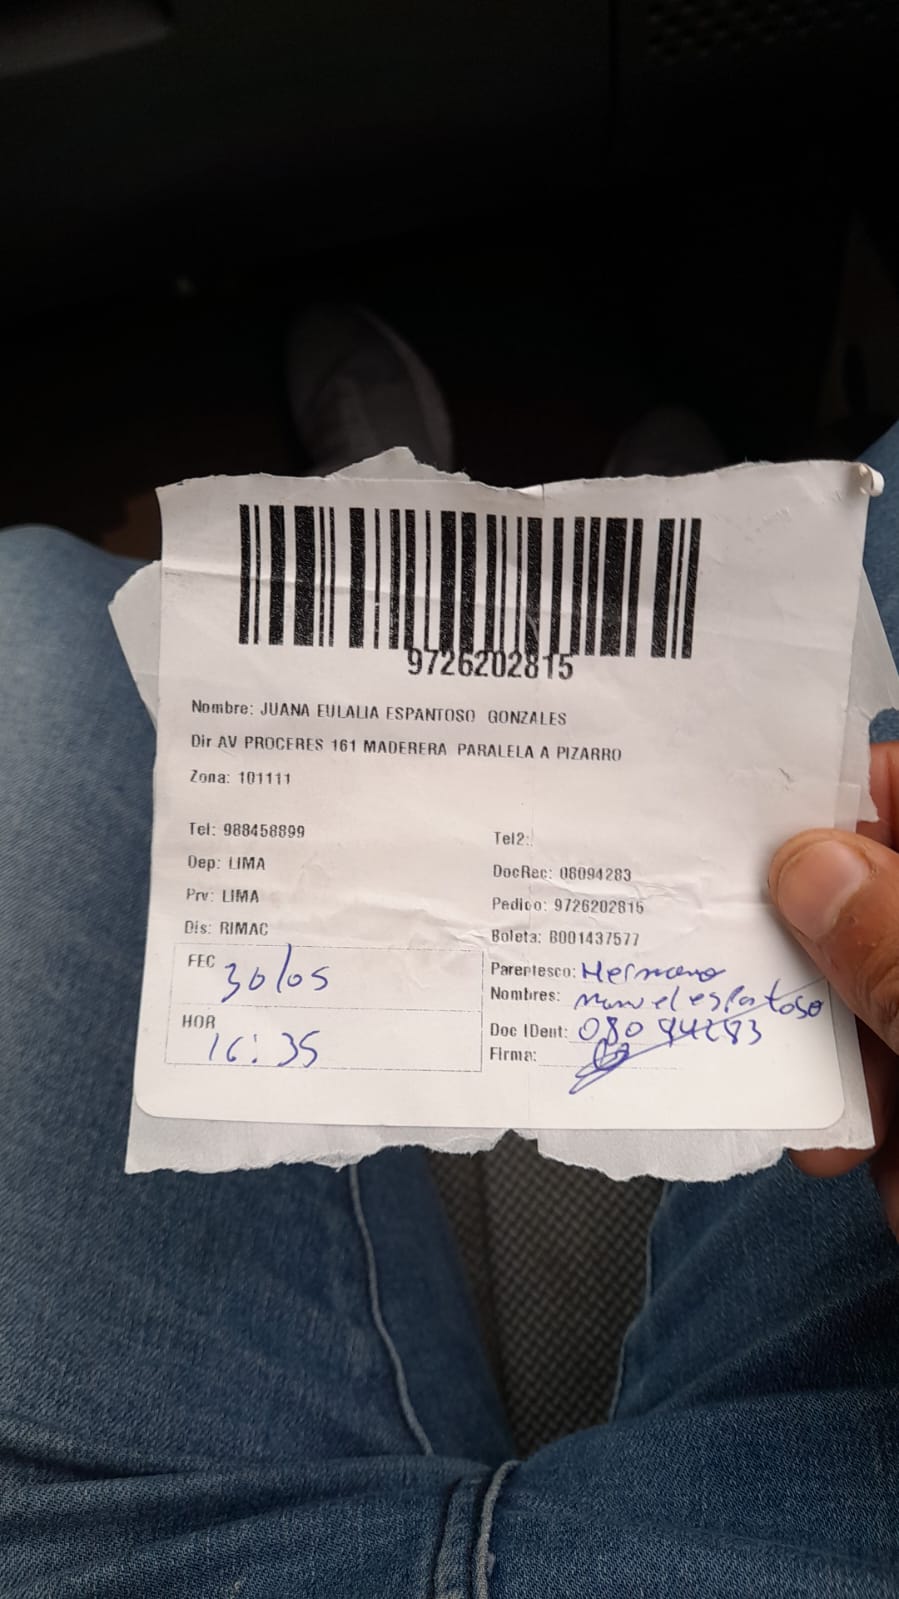 9726202815
Nombre: JUANA EULALIA ESPANTOSO GONZALES
Dir AV PROCERES 161 MADERERA PARALELA A PIZARRO
Zona: 101111
Tel: 988458899 Tel2:
Dep: LIMA DocRec: 08094283
Prv: LIMA Pedido: 9726202815
Dis: RIMAC Boleta: B001437577
FEC 30/05
HOR 16:35
Parentesco: Hermano
Nombres: manuel espantoso
Doc IDent: 08094283
Firma: